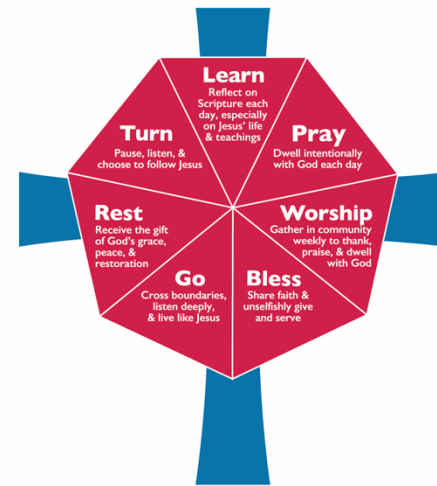 Learn
Reflect on
Scripture each
day, especially
on Jesus' life
& teachings
Turn
Pause, listen, &
choose to follow Jesus
Pray
Dwell intentionally
with God each day
Rest
Receive the gift
of God's grace,
peace, &
restoration
Worship
Gather in community
weekly to thank,
praise, & dwell
with God
Go
Cross boundaries,
listen deeply,
& live like Jesus
Bless
Share faith &
unselfishly give
and serve